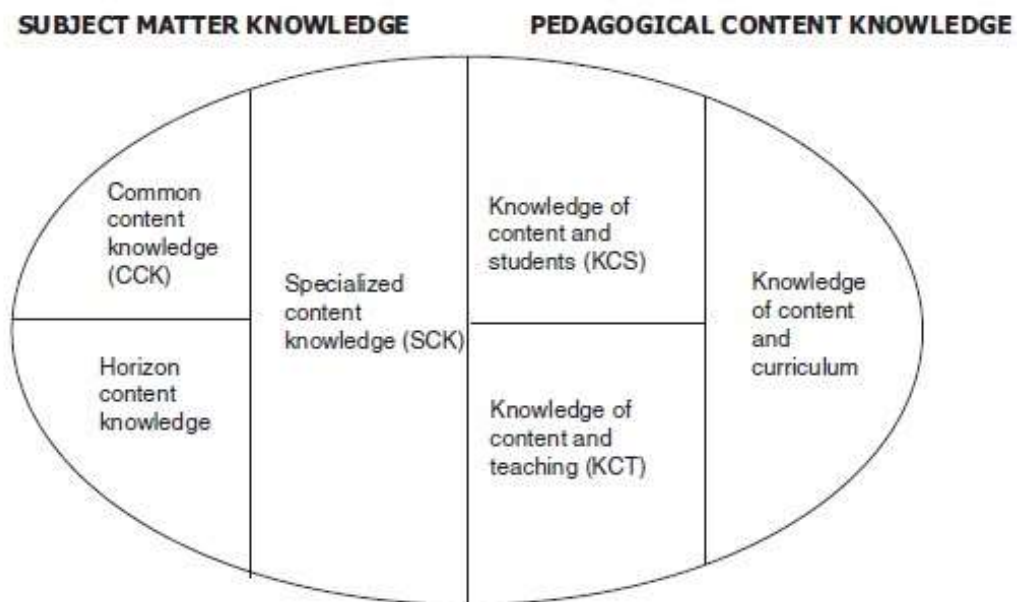 SUBJECT MATTER KNOWLEDGE
PEDAGOGICAL CONTENT KNOWLEDGE
Common
content
knowledge
(CCK)
Horizon
content
knowledge
Specialized
content
knowledge (SCK)
Knowledge of
content and
students (KCS)
Knowledge of
content and
teaching (KCT)
Knowledge
of content
and
curriculum